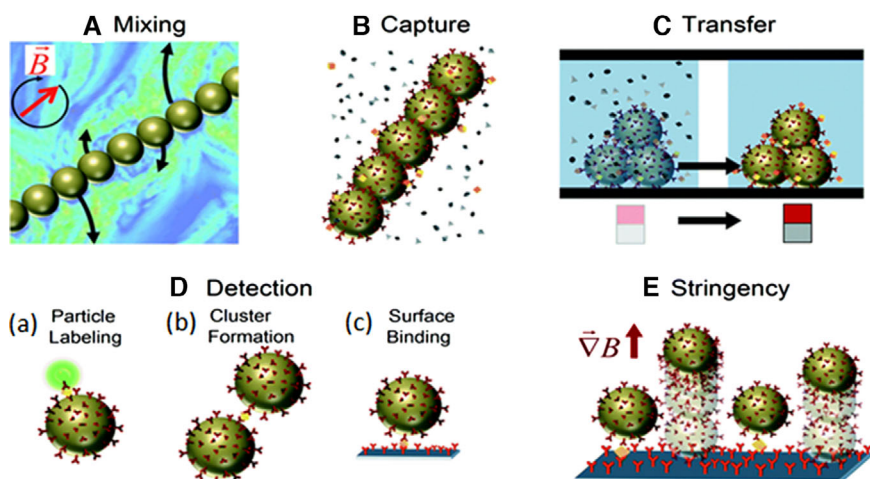 A Mixing
B Capture
C Transfer
B⃗
D Detection
(a) Particle Labeling
(b) Cluster Formation
(c) Surface Binding
E Stringency
∇⃗B